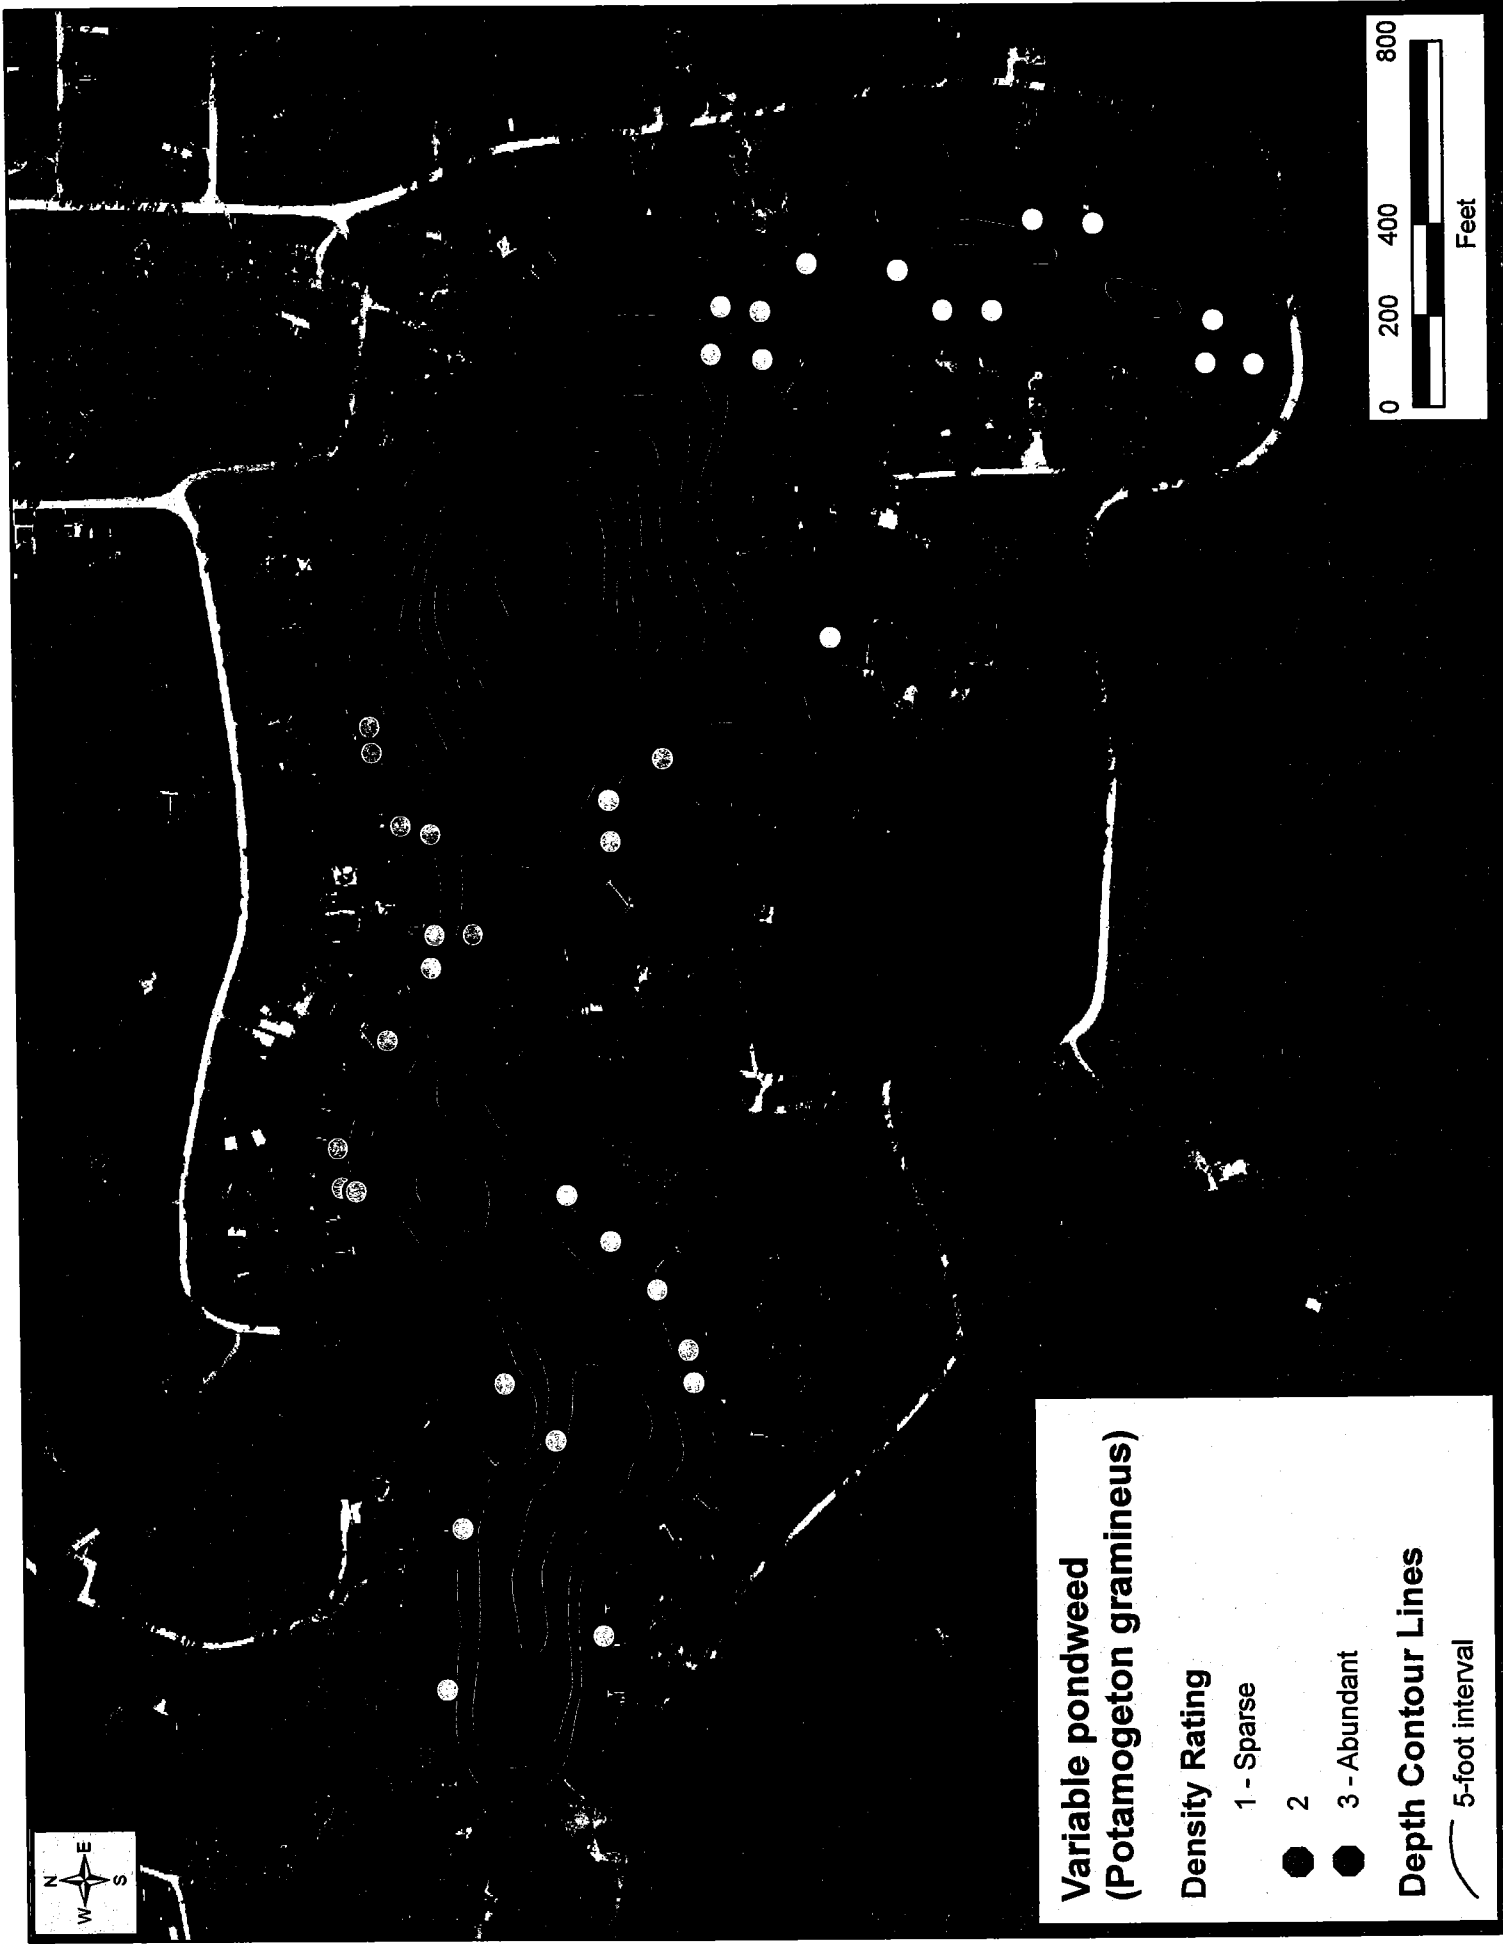 N
W E
S
Variable pondweed
(Potamogeton gramineus)
Density Rating
1 - Sparse
2
3 - Abundant
Depth Contour Lines
5-foot interval
0 200 400 800
Feet